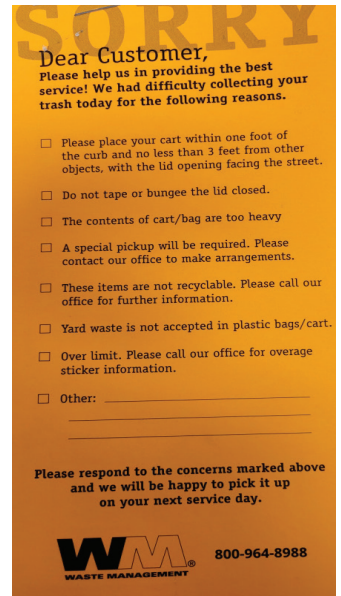 SORRY
Dear Customer,
Please help us in providing the best
service! We had difficulty collecting your
trash today for the following reasons.
Please place your cart within one foot of
the curb and no less than 3 feet from other
objects, with the lid opening facing the street.
Do not tape or bungee the lid closed.
The contents of cart/bag are too heavy
A special pickup will be required. Please
contact our office to make arrangements.
These items are not recyclable. Please call our
office for further information.
Yard waste is not accepted in plastic bags/cart.
Over limit. Please call our office for overage
sticker information.
Other:
Please respond to the concerns marked above
and we will be happy to pick it up
on your next service day.
WM® 800-964-8988
WASTE MANAGEMENT